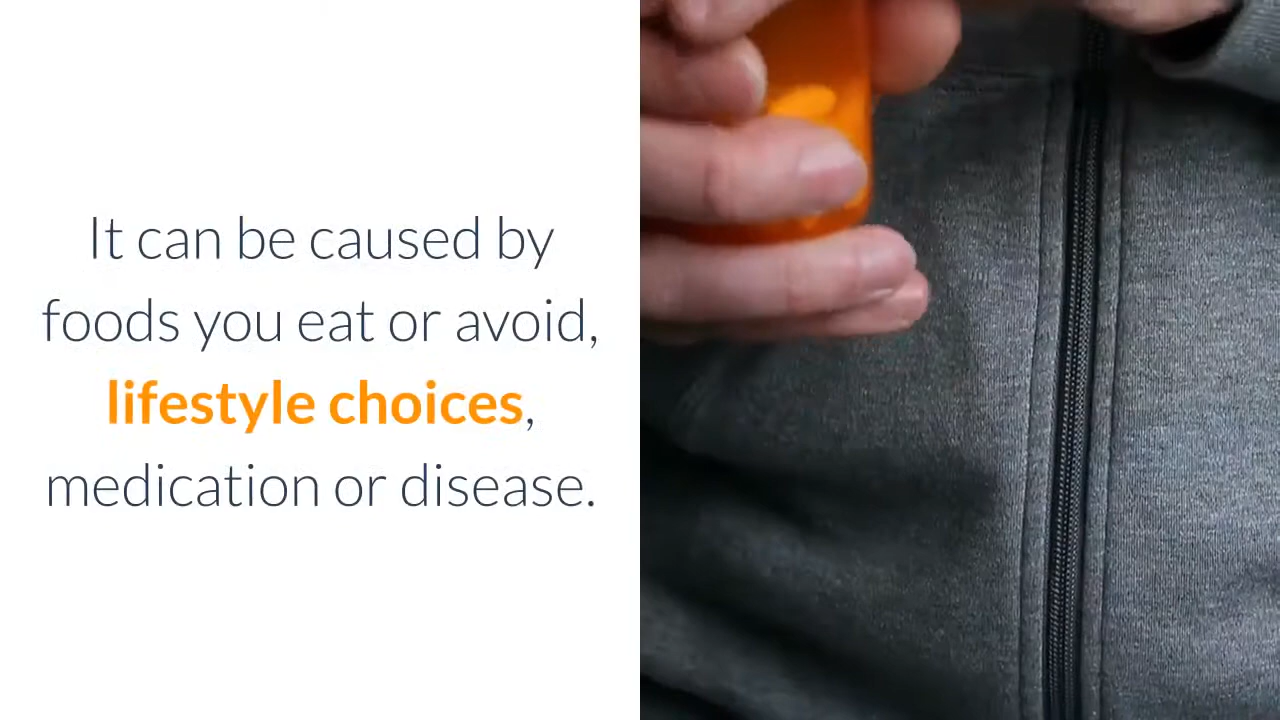 It can be caused by
foods you eat or avoid,
lifestyle choices,
medication or disease.